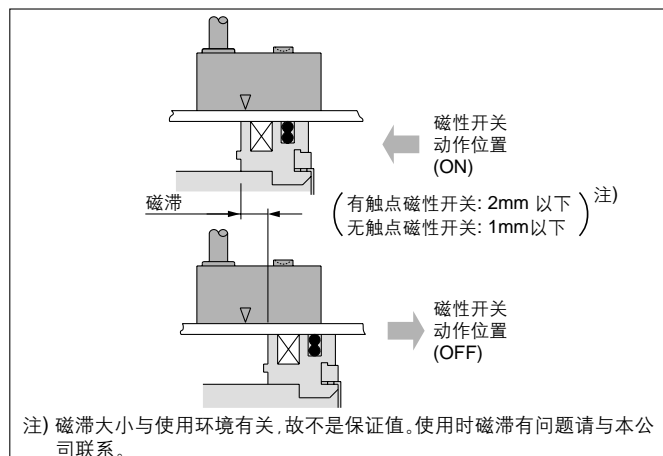 磁性开关
动作位置
(ON)
磁滞
有触点磁性开关: 2mm 以下
无触点磁性开关: 1mm以下
注)
磁性开关
动作位置
(OFF)
注) 磁滞大小与使用环境有关,故不是保证值。使用时磁滞有问题请与本公
司联系。